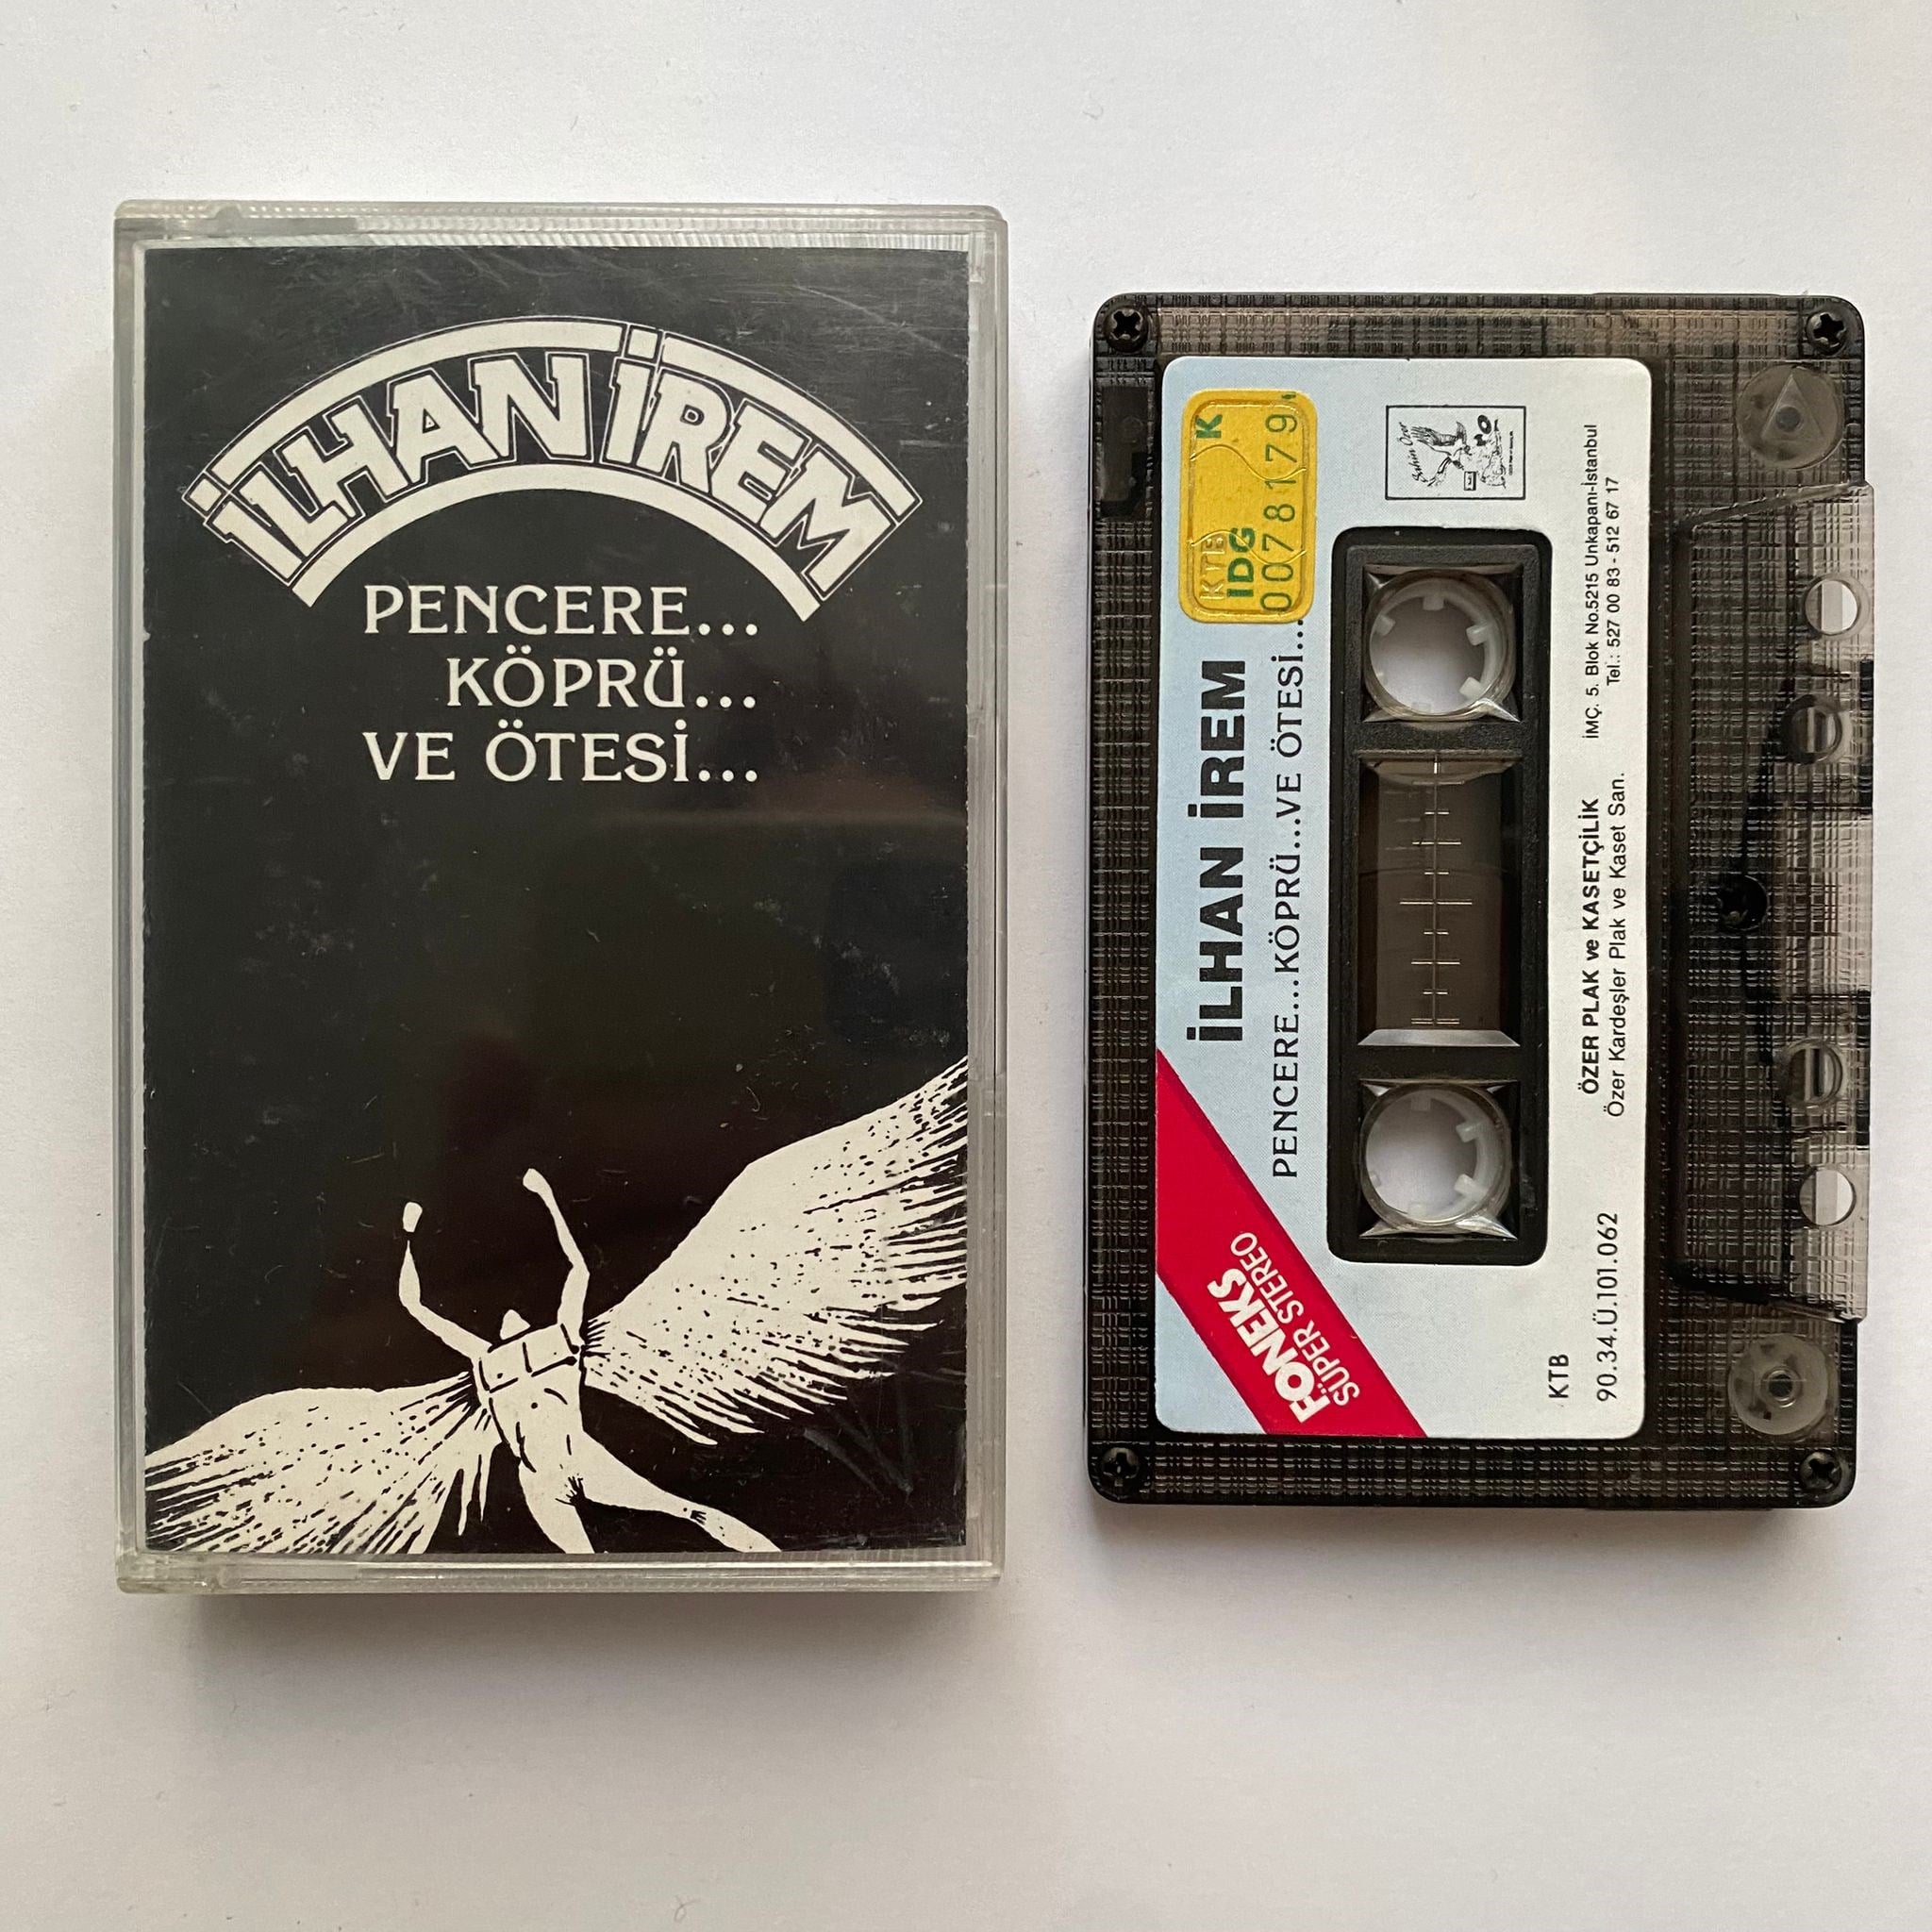 İLHAN İREM
PENCERE...
KÖPRÜ...
VE ÖTESİ...
K
KTB
IDG
0078179
İLHAN İREM
PENCERE...KÖPRÜ...VE ÖTESİ...
FONEKS
SÜPER STEREO
KTB
90.34.Ü.101.062
ÖZER PLAK ve KASETÇİLİK
Özer Kardeşler Plak ve Kaset San.
İMÇ. 5. Blok No.5215 Unkapanı-İstanbul
Tel.: 527 00 83 - 512 67 17